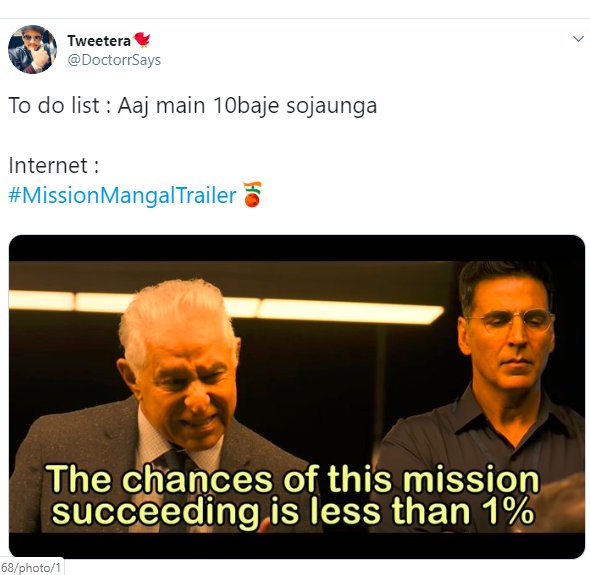 Tweetera
@DoctorrSays
To do list : Aaj main 10baje sojaunga
Internet :
#MissionMangalTrailer
The chances of this mission
succeeding is less than 1%
68/photo/1